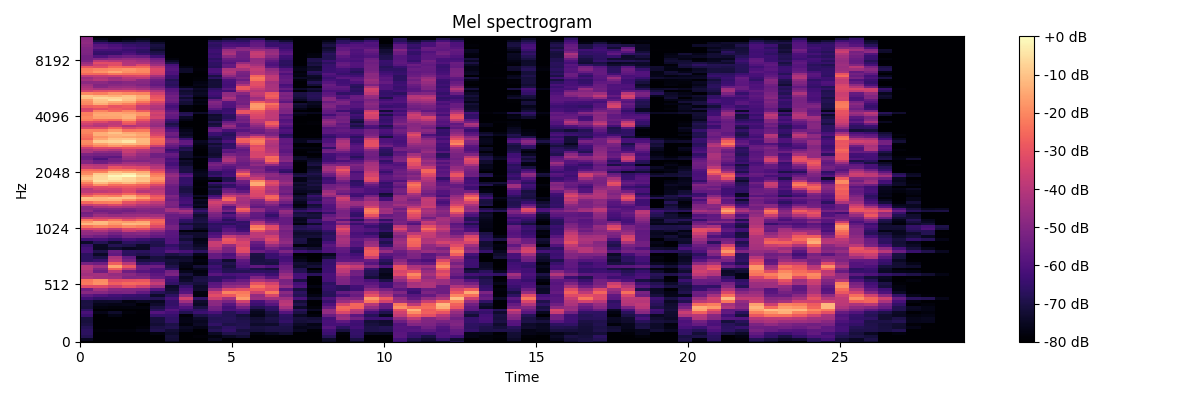 Mel spectrogram
Hz
8192
4096
2048
1024
512
0
0 5 10 15 20 25
Time
+0 dB
-10 dB
-20 dB
-30 dB
-40 dB
-50 dB
-60 dB
-70 dB
-80 dB